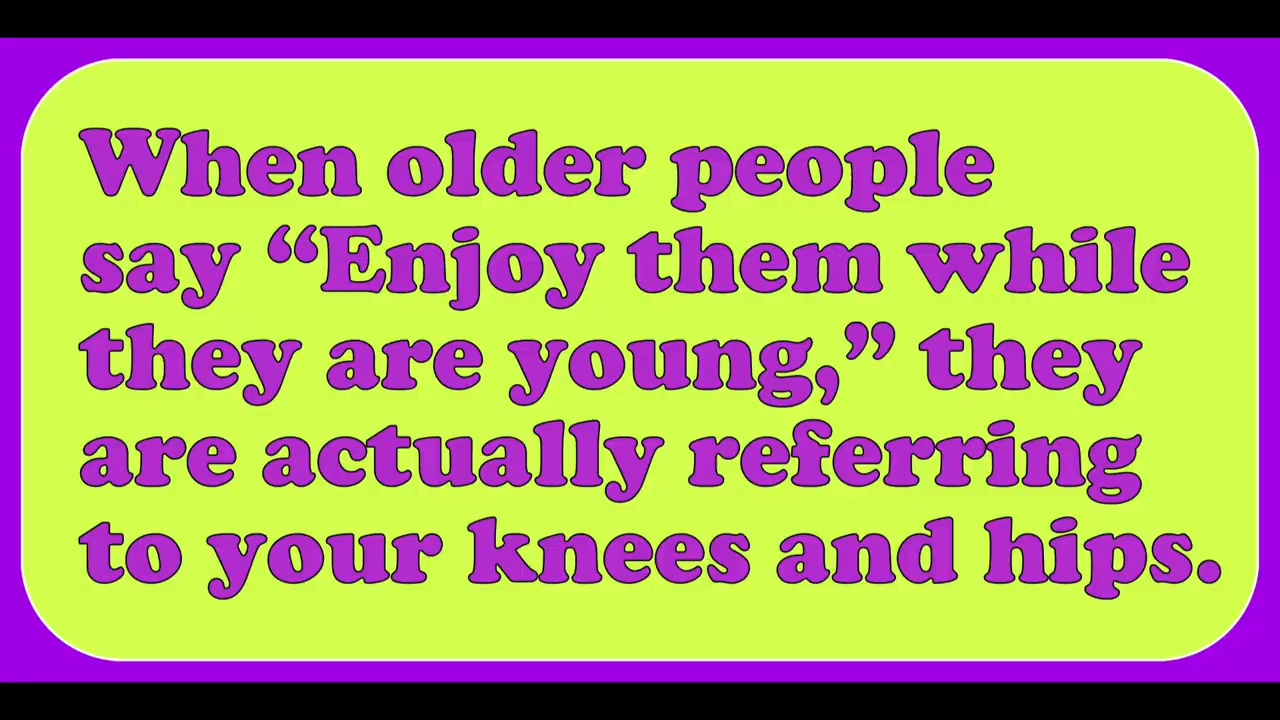 When older people
say “Enjoy them while
they are young,” they
are actually referring
to your knees and hips.